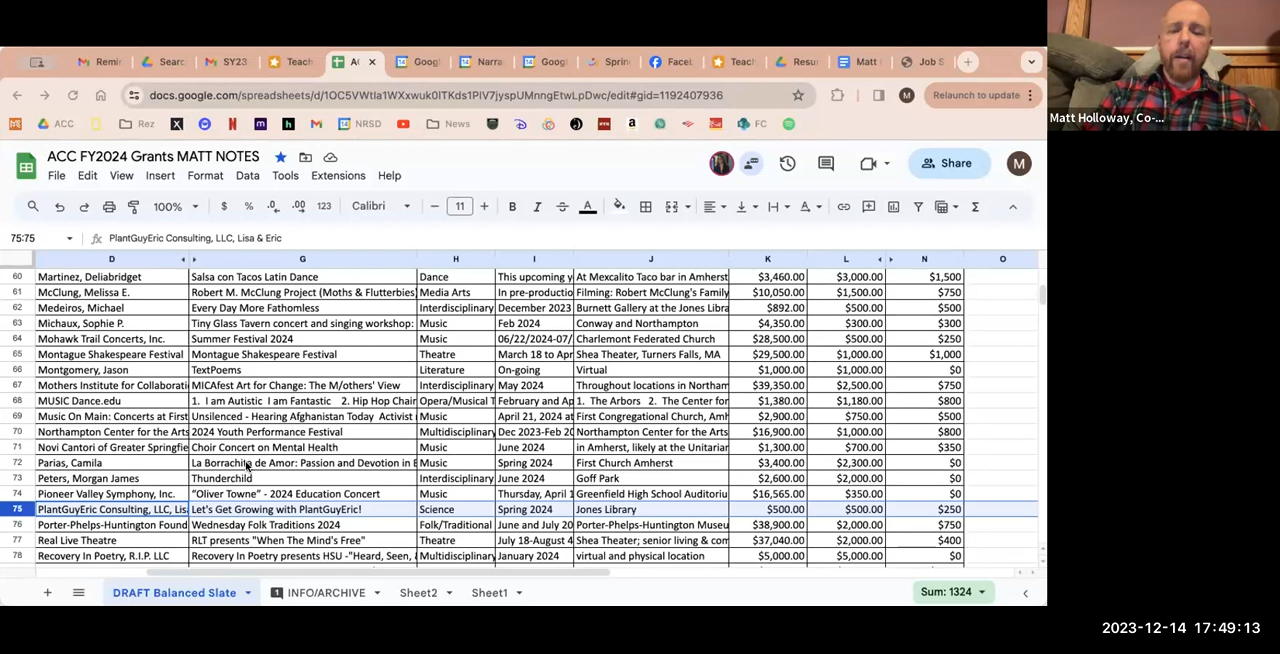 Remir Searc SY23 Teach AC Googl Narra Googl Sprin Facel Teach Resu Matt Job S
docs.google.com/spreadsheets/d/1OC5VWtla1WXxwuk0lTKds1PlV7jyspUMnngEtwLpDwc/edit#gid=1192407936 M Relaunch to update
ACC Rez NRSD News FC
Matt Holloway, Co-...
ACC FY2024 Grants MATT NOTES
File Edit View Insert Format Data Tools Extensions Help
Share M
100% $ % .0 .00 123 Calibri 11 B I A
75:75 fx PlantGuyEric Consulting, LLC, Lisa & Eric
D G H I J K L N O
60 Martinez, Deliabridget Salsa con Tacos Latin Dance Dance This upcoming y At Mexcalito Taco bar in Amherst $3,460.00 $3,000.00 $1,500
61 McClung, Melissa E. Robert M. McClung Project (Moths & Flutterbies) Media Arts In pre-productio Filming: Robert McClung's Family $10,050.00 $1,500.00 $750
62 Medeiros, Michael Every Day More Fathomless Interdisciplinary December 2023 Burnett Gallery at the Jones Libra $892.00 $500.00 $500
63 Michaux, Sophie P. Tiny Glass Tavern concert and singing workshop: Music Feb 2024 Conway and Northampton $4,350.00 $300.00 $300
64 Mohawk Trail Concerts, Inc. Summer Festival 2024 Music 06/22/2024-07/ Charlemont Federated Church $28,500.00 $500.00 $250
65 Montague Shakespeare Festival Montague Shakespeare Festival Theatre March 18 to Apr Shea Theater, Turners Falls, MA $29,500.00 $1,000.00 $1,000
66 Montgomery, Jason TextPoems Literature On-going Virtual $1,000.00 $1,000.00 $0
67 Mothers Institute for Collaborati MICAfest Art for Change: The M/others' View Interdisciplinary May 2024 Throughout locations in Northam $39,350.00 $2,500.00 $750
68 MUSIC Dance.edu 1. I am Autistic I am Fantastic 2. Hip Hop Chair Opera/Musical T February and Ap 1. The Arbors 2. The Center for $1,380.00 $1,180.00 $800
69 Music On Main: Concerts at First Unsilenced - Hearing Afghanistan Today Activist Music April 21, 2024 at First Congregational Church, Amh $2,900.00 $750.00 $500
70 Northampton Center for the Arts 2024 Youth Performance Festival Multidisciplinary Dec 2023-Feb 20 Northampton Center for the Arts $16,900.00 $1,000.00 $800
71 Novi Cantori of Greater Springfie Choir Concert on Mental Health Music June 2024 in Amherst, likely at the Unitarian $1,300.00 $700.00 $350
72 Parias, Camila La Borrachita de Amor: Passion and Devotion in Music Spring 2024 First Church Amherst $3,400.00 $2,300.00 $0
73 Peters, Morgan James Thunderchild Interdisciplinary June 2024 Goff Park $2,600.00 $2,000.00 $0
74 Pioneer Valley Symphony, Inc. “Oliver Towne” - 2024 Education Concert Music Thursday, April 1 Greenfield High School Auditoriu $16,565.00 $350.00 $0
75 PlantGuyEric Consulting, LLC, Lis Let's Get Growing with PlantGuyEric! Science Spring 2024 Jones Library $500.00 $500.00 $250
76 Porter-Phelps-Huntington Found Wednesday Folk Traditions 2024 Folk/Traditional June and July 20 Porter-Phelps-Huntington Museu $38,900.00 $2,000.00 $750
77 Real Live Theatre RLT presents "When The Mind's Free" Theatre July 18-August 4 Shea Theater; senior living & com $37,040.00 $2,000.00 $400
78 Recovery In Poetry, R.I.P. LLC Recovery In Poetry presents HSU -"Heard, Seen, Multidisciplinary January 2024 virtual and physical location $5,000.00 $5,000.00 $0
DRAFT Balanced Slate 1 INFO/ARCHIVE Sheet2 Sheet1 Sum: 1324
2023-12-14 17:49:13